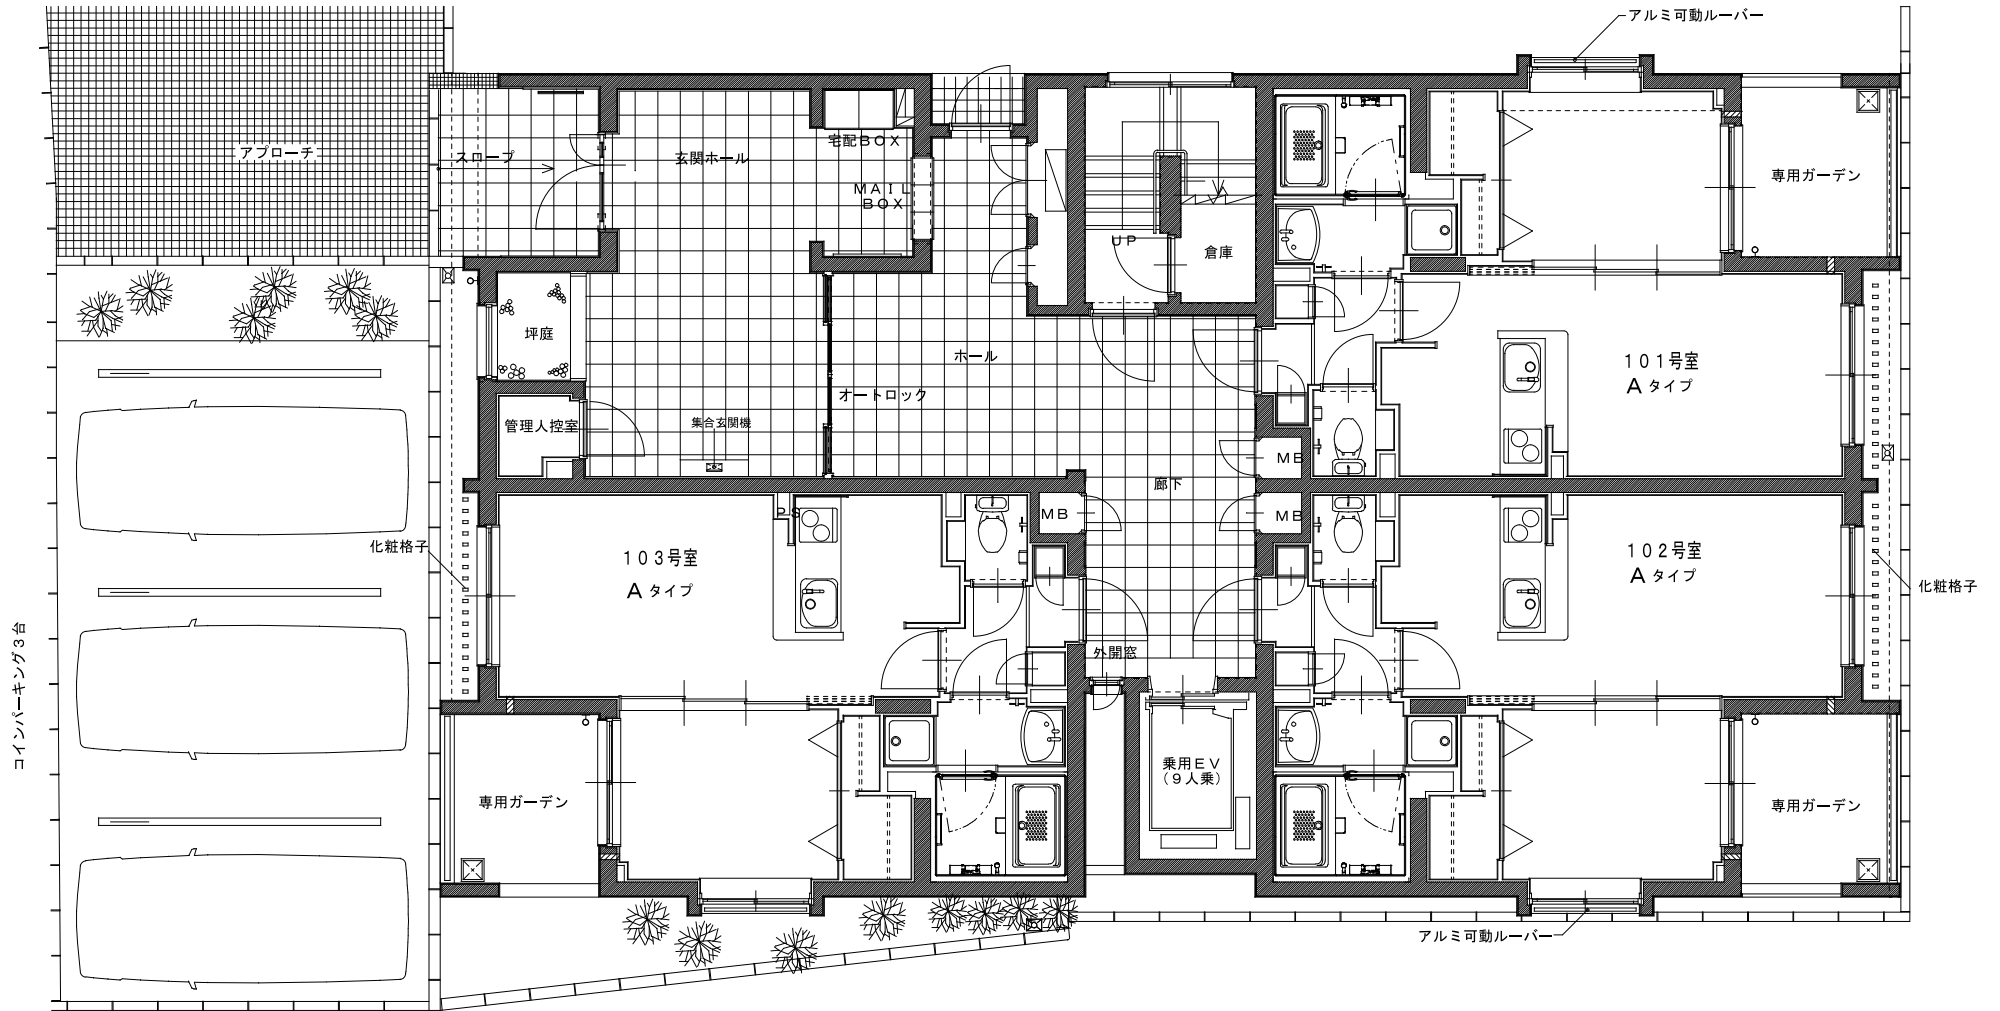 アルミ可動ルーバー
アプローチ
スロープ
玄関ホール
宅配BOX
MAIL
BOX
専用ガーデン
UP
倉庫
坪庭
ホール
101号室
Aタイプ
オートロック
管理人控室
集合玄関機
MB
廊下
PS
MB
MB
化粧格子
103号室
Aタイプ
102号室
Aタイプ
化粧格子
コインパーキング3台
外開窓
乗用EV
(9人乗)
専用ガーデン
専用ガーデン
アルミ可動ルーバー